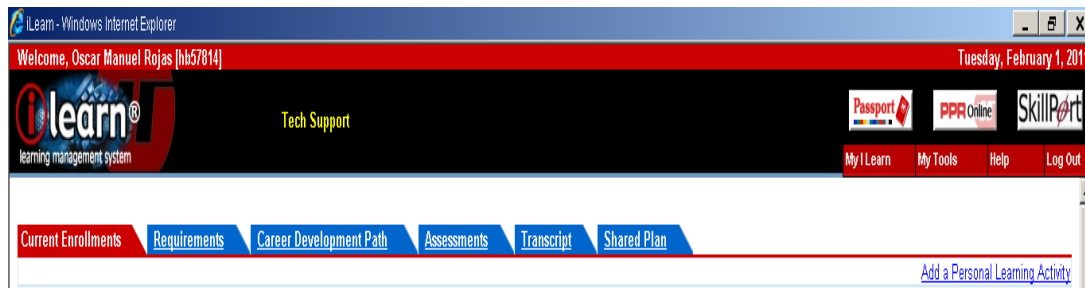 iLearn - Windows Internet Explorer
Welcome, Oscar Manuel Rojas [hb57814]
Tuesday, February 1, 201
ilearn®
learning management system
Tech Support
Passport
PPR Online
SkillPort
My I Learn My Tools Help Log Out
Current Enrollments Requirements Career Development Path Assessments Transcript Shared Plan
Add a Personal Learning Activity